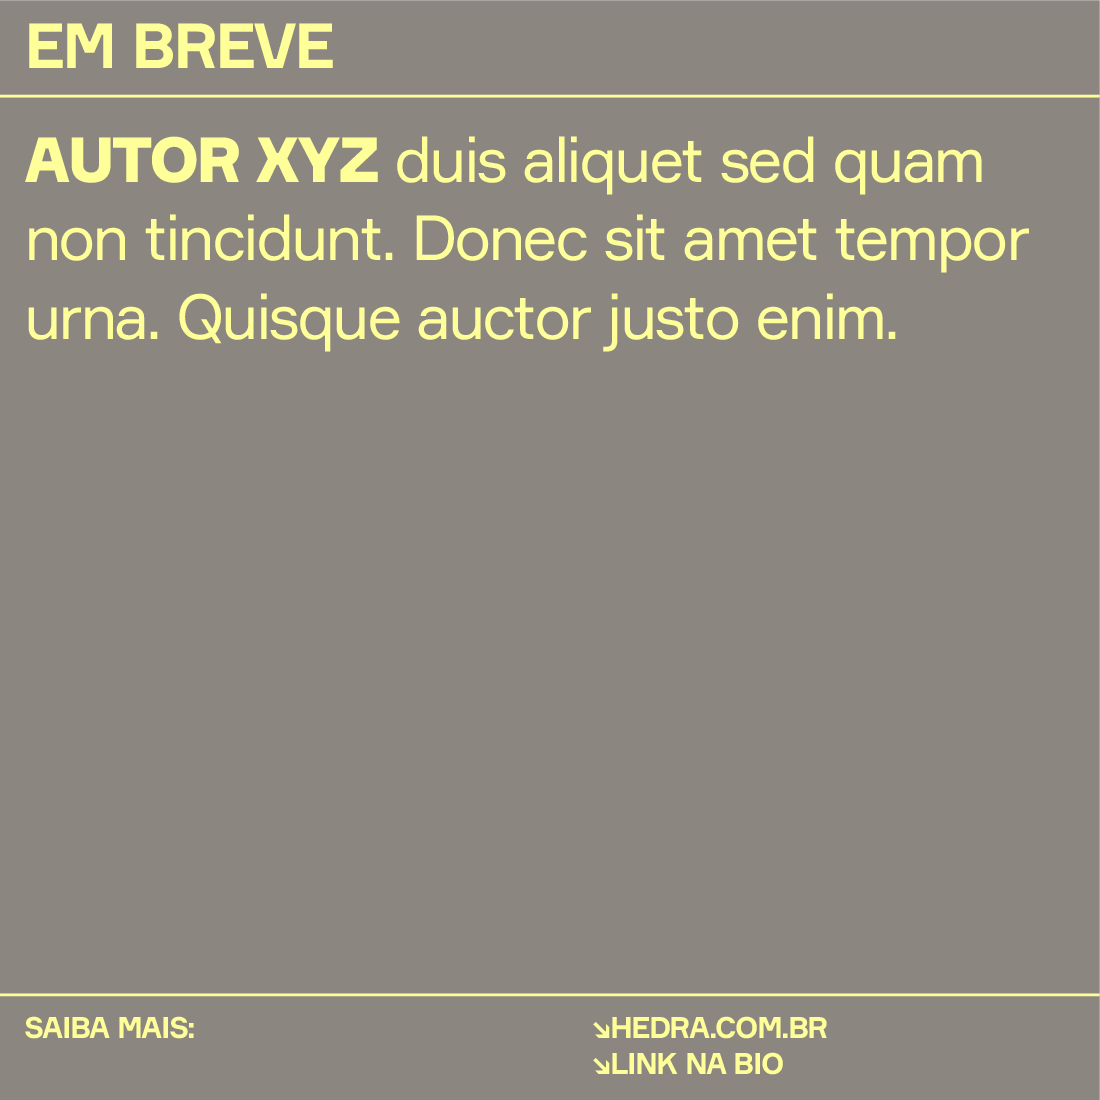 EM BREVE
AUTOR XYZ duis aliquet sed quam
non tincidunt. Donec sit amet tempor
urna. Quisque auctor justo enim.
SAIBA MAIS:
↘HEDRA.COM.BR
↘LINK NA BIO